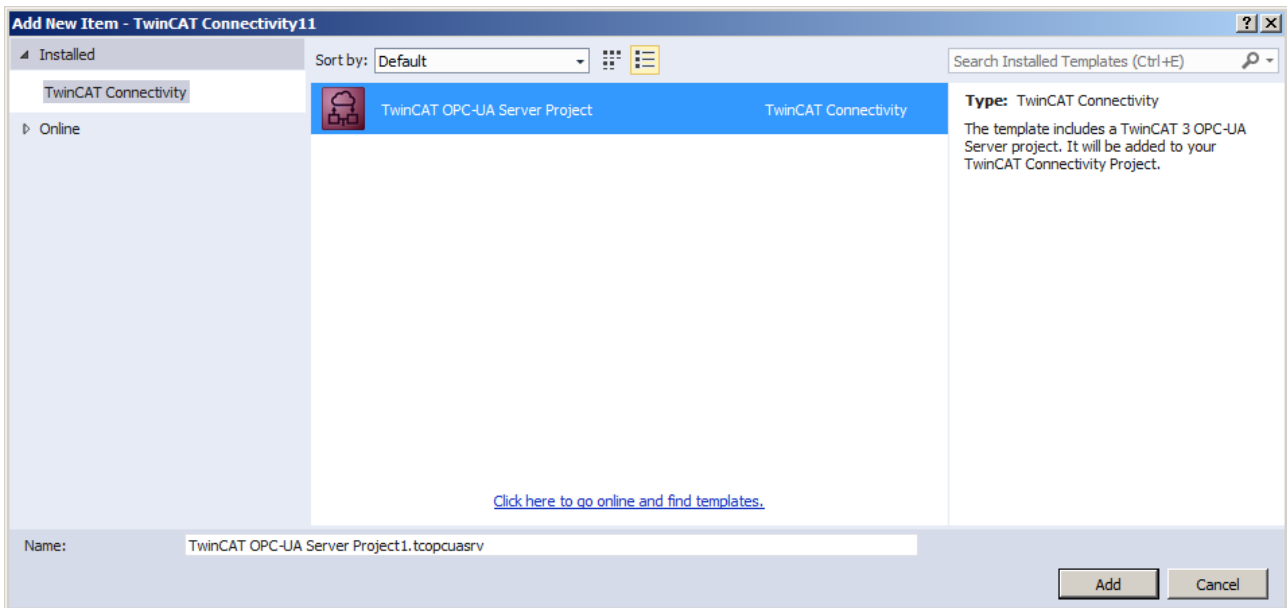 Add New Item - TwinCAT Connectivity11
Installed
TwinCAT Connectivity
Online
Sort by: Default
Search Installed Templates (Ctrl+E)
TwinCAT OPC-UA Server Project TwinCAT Connectivity
Type: TwinCAT Connectivity
The template includes a TwinCAT 3 OPC-UA
Server project. It will be added to your
TwinCAT Connectivity Project.
Click here to go online and find templates.
Name: TwinCAT OPC-UA Server Project1.tcopcuasrv
Add Cancel